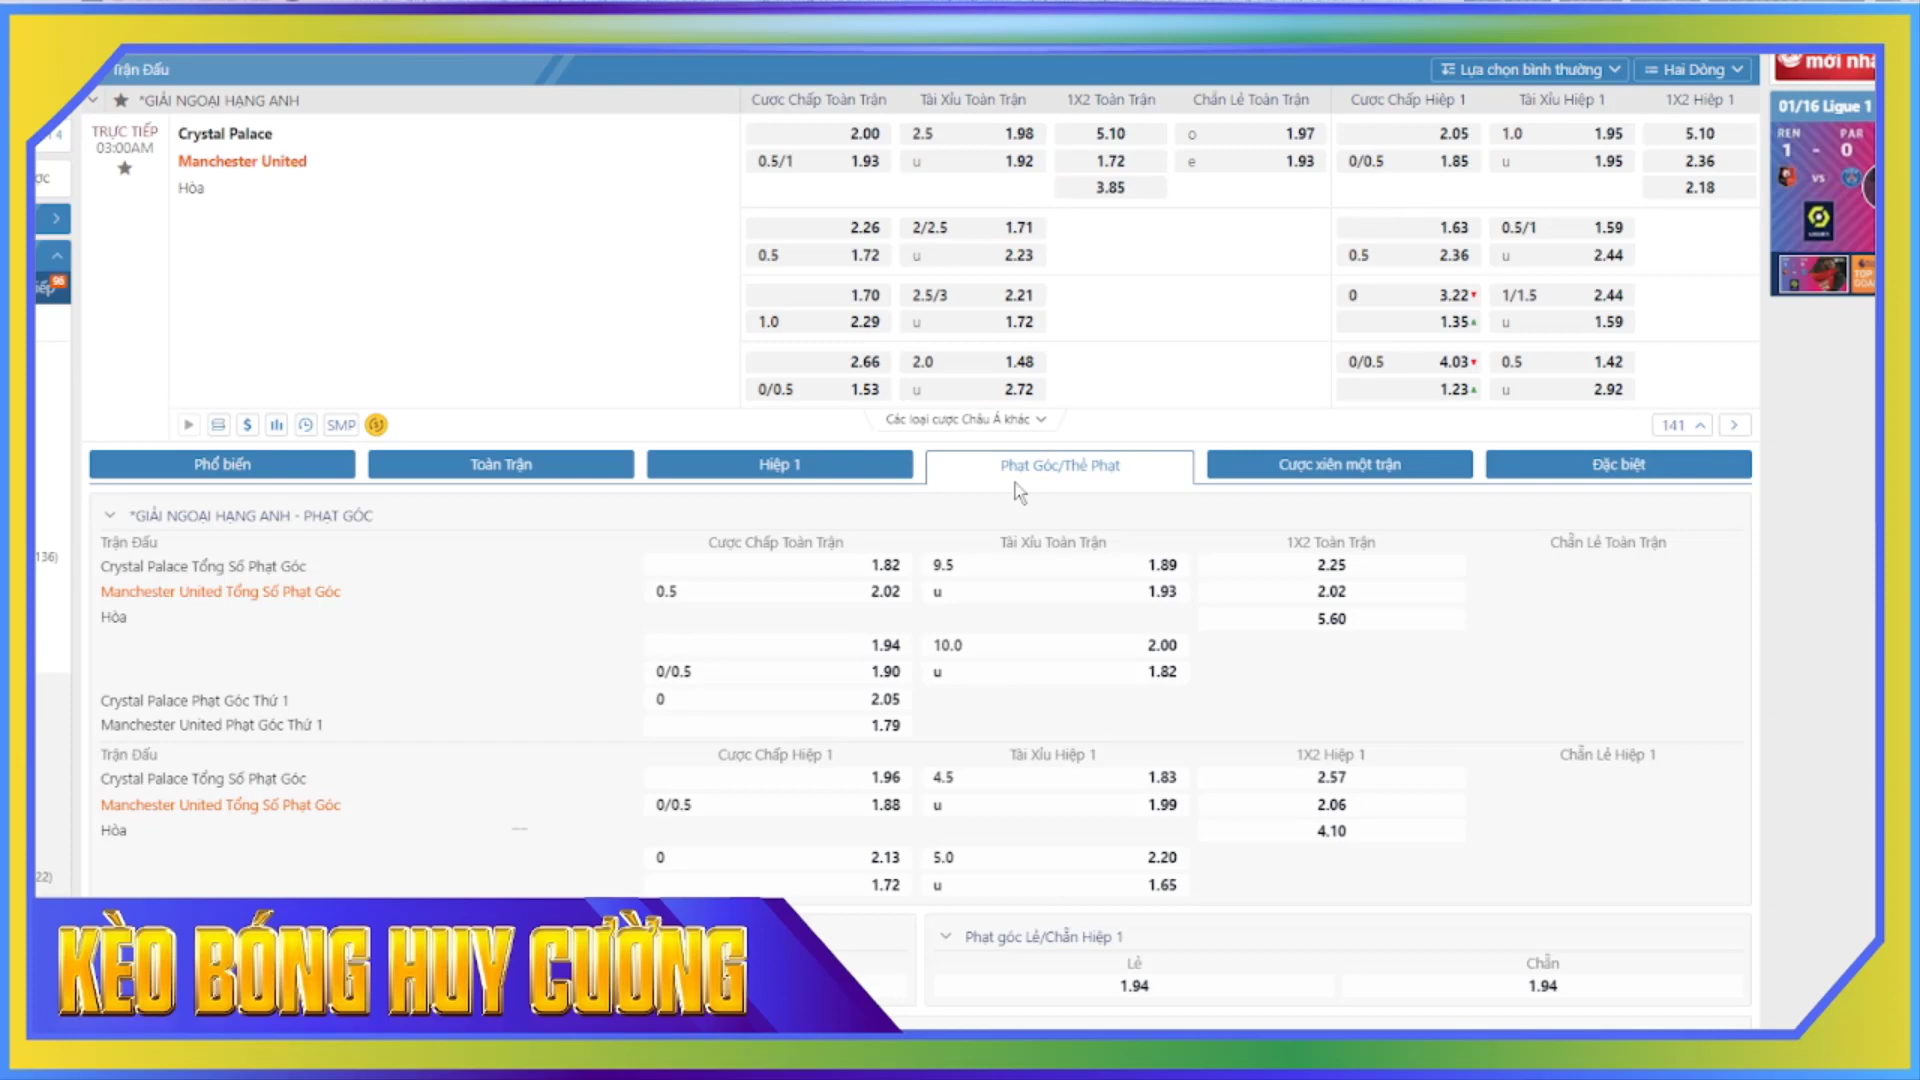 Trận Đấu
Lựa chọn bình thường
Hai Dòng
*GIẢI NGOẠI HẠNG ANH
Cược Chấp Toàn Trận Tài Xỉu Toàn Trận 1X2 Toàn Trận Chẵn Lẻ Toàn Trận Cược Chấp Hiệp 1 Tài Xỉu Hiệp 1 1X2 Hiệp 1
TRỰC TIẾP
03:00AM
Crystal Palace 2.00 2.5 1.98 5.10 o 1.97 2.05 1.0 1.95 5.10
Manchester United 0.5/1 1.93 u 1.92 1.72 e 1.93 0/0.5 1.85 u 1.95 2.36
Hòa 3.85 2.18
2.26 2/2.5 1.71 1.63 0.5/1 1.59
0.5 1.72 u 2.23 0.5 2.36 u 2.44
1.70 2.5/3 2.21 0 3.22 1/1.5 2.44
1.0 2.29 u 1.72 1.35 u 1.59
2.66 2.0 1.48 0/0.5 4.03 0.5 1.42
0/0.5 1.53 u 2.72 1.23 u 2.92
$ SMP
Các loại cược Châu Á khác
141
Phổ biến Toàn Trận Hiệp 1 Phạt Góc/Thẻ Phạt Cược xiên một trận Đặc biệt
*GIẢI NGOẠI HẠNG ANH - PHẠT GÓC
Trận Đấu Cược Chấp Toàn Trận Tài Xỉu Toàn Trận 1X2 Toàn Trận Chẵn Lẻ Toàn Trận
Crystal Palace Tổng Số Phạt Góc 1.82 9.5 1.89 2.25
Manchester United Tổng Số Phạt Góc 0.5 2.02 u 1.93 2.02
Hòa 5.60
1.94 10.0 2.00
0/0.5 1.90 u 1.82
Crystal Palace Phạt Góc Thứ 1 0 2.05
Manchester United Phạt Góc Thứ 1 1.79
Trận Đấu Cược Chấp Hiệp 1 Tài Xỉu Hiệp 1 1X2 Hiệp 1 Chẵn Lẻ Hiệp 1
Crystal Palace Tổng Số Phạt Góc 1.96 4.5 1.83 2.57
Manchester United Tổng Số Phạt Góc 0/0.5 1.88 u 1.99 2.06
Hòa 4.10
0 2.13 5.0 2.20
1.72 u 1.65
Phạt góc Lẻ/Chẵn Hiệp 1
Lẻ Chẵn
1.94 1.94
KÈO BÓNG HUY CƯỜNG
mới
01/16 Ligue 1
REN PAR
1 - 0
VS
TOP
96
136)
22)